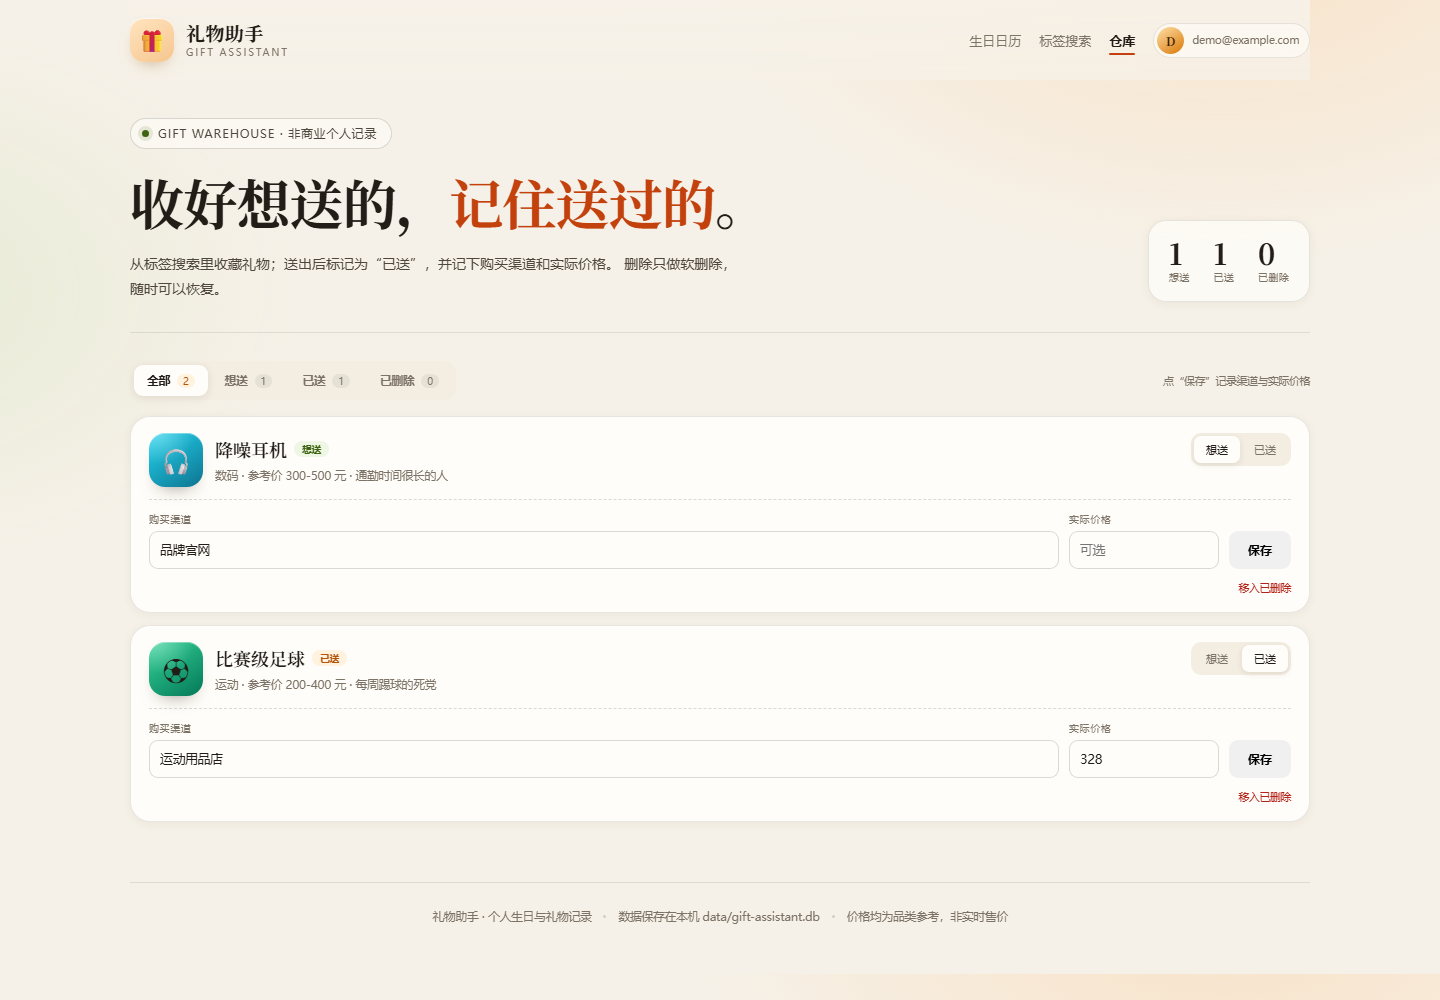 礼物助手
GIFT ASSISTANT
生日日历 标签搜索 仓库 D demo@example.com
GIFT WAREHOUSE · 非商业个人记录
收好想送的，记住送过的。
从标签搜索里收藏礼物；送出后标记为“已送”，并记下购买渠道和实际价格。 删除只做软删除，
随时可以恢复。
1 1 0
想送 已送 已删除
全部 2 想送 1 已送 1 已删除 0
点“保存”记录渠道与实际价格
降噪耳机 想送
数码 · 参考价 300-500 元 · 通勤时间很长的人
想送 已送
购买渠道 实际价格
品牌官网 可选 保存
移入已删除
比赛级足球 已送
运动 · 参考价 200-400 元 · 每周踢球的死党
想送 已送
购买渠道 实际价格
运动用品店 328 保存
移入已删除
礼物助手 · 个人生日与礼物记录 · 数据保存在本机 data/gift-assistant.db · 价格均为品类参考，非实时售价